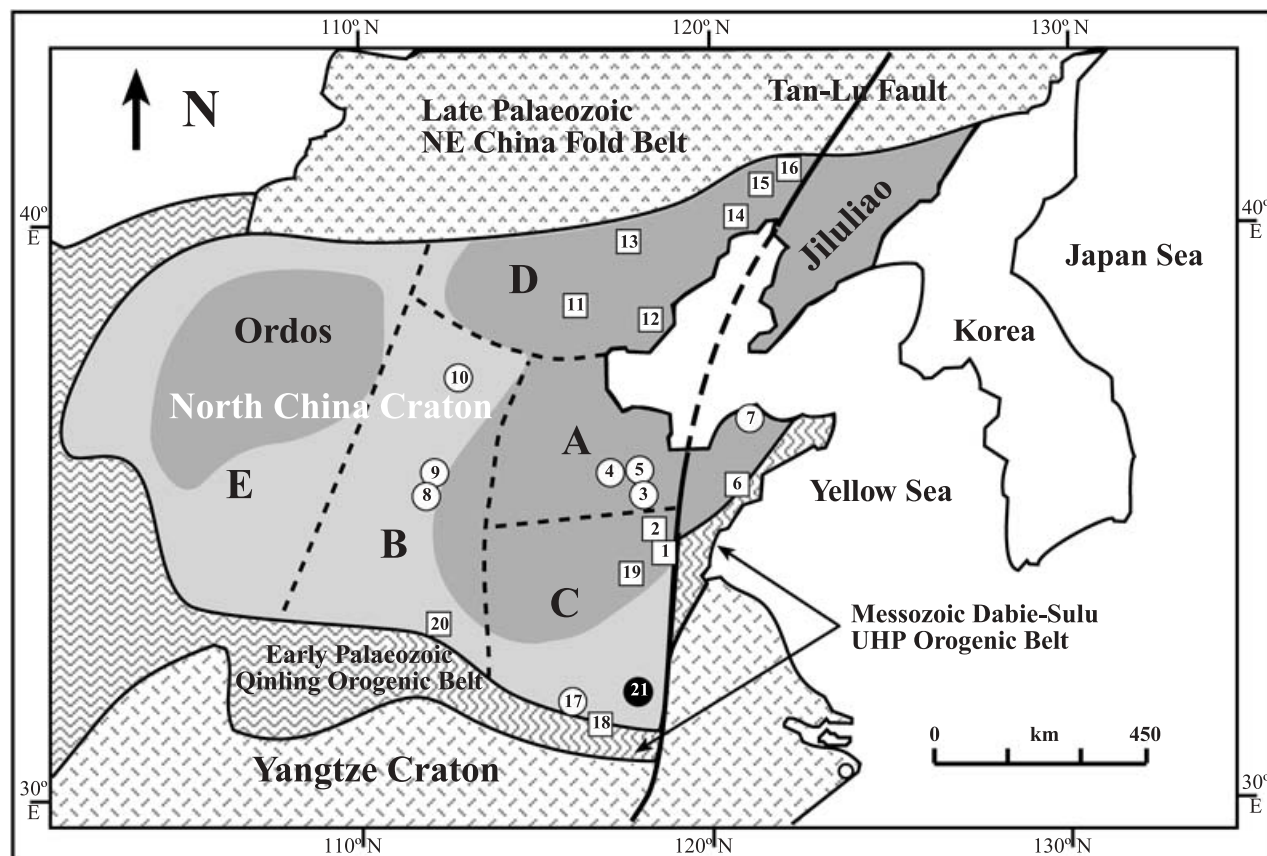 110º N
120º N
130º N
N
Late Palaeozoic
NE China Fold Belt
Tan-Lu Fault
16
15
14
13
Jiluliao
40º
E
40º
E
Japan Sea
D
11
12
Ordos
Korea
10
North China Craton
7
A
9
4
5
8
3
6
E
Yellow Sea
B
2
1
19
C
20
Messozoic Dabie-Sulu
UHP Orogenic Belt
Early Palaeozoic
Qinling Orogenic Belt
21
17
18
0
km
450
Yangtze Craton
30º
E
30º
E
110º N
120º N
130º N